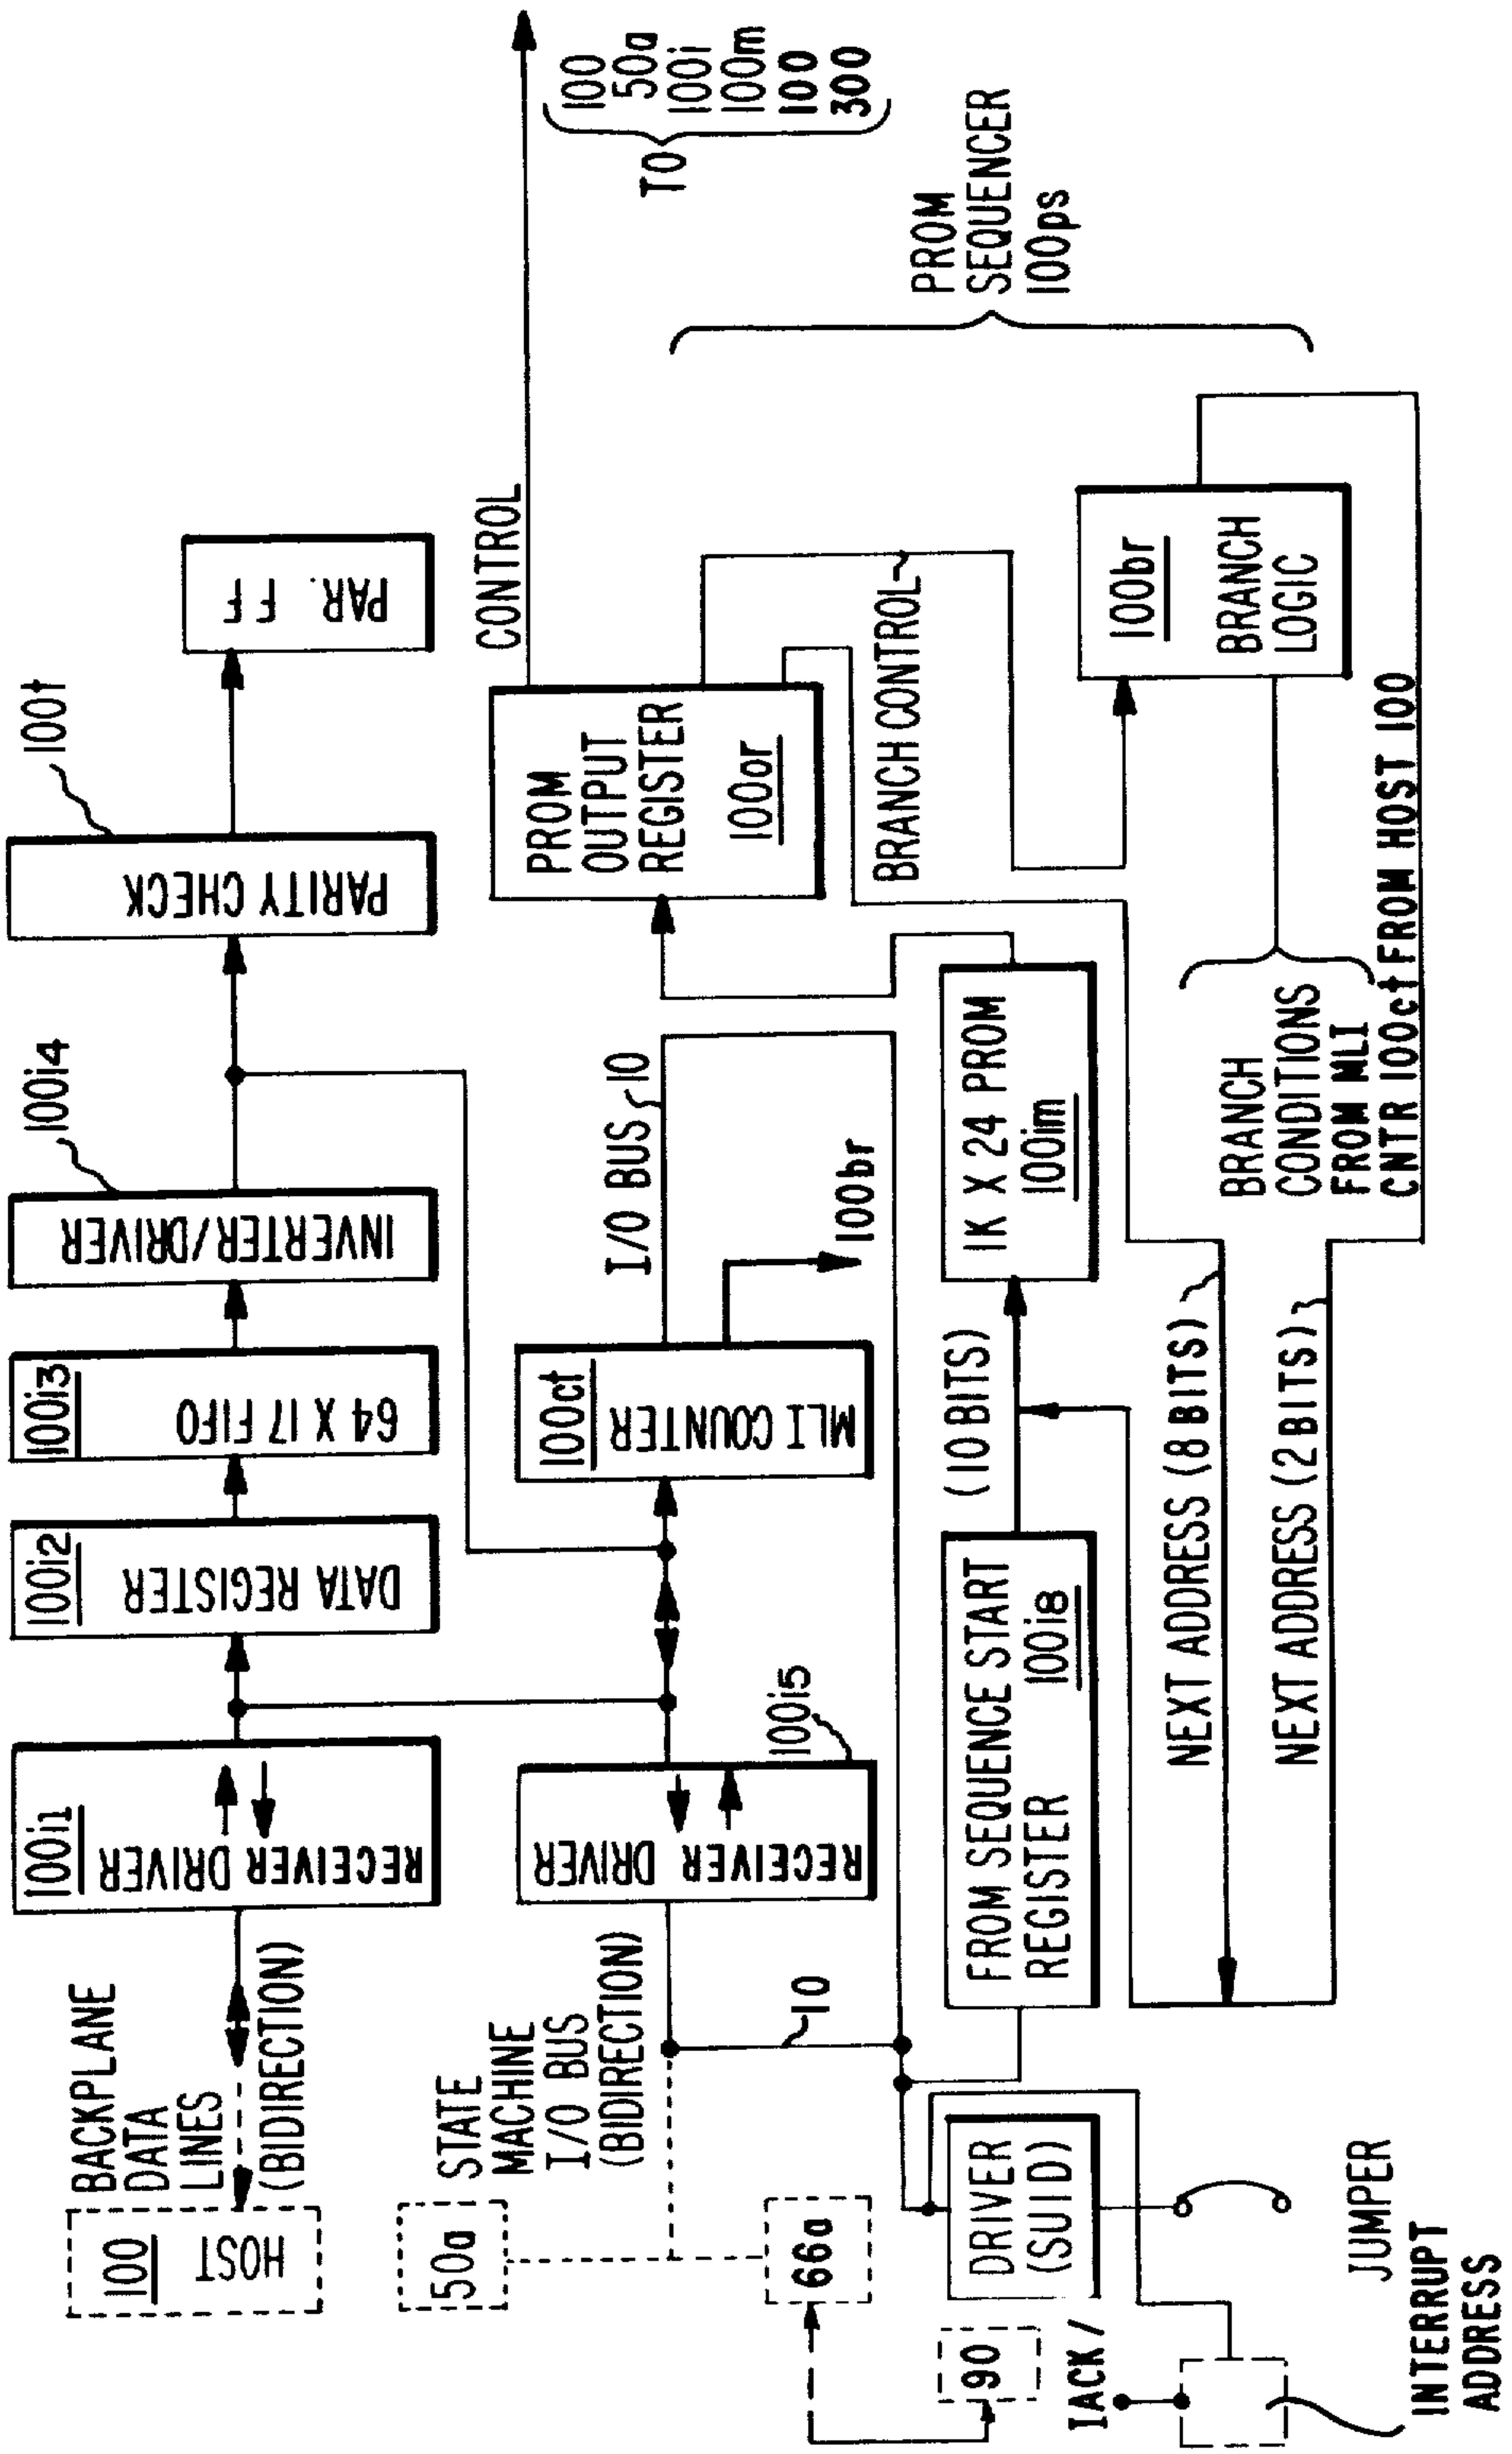 100
HOST
BACKPLANE
DATA
LINES
(BIDIRECTION)
100i1
RECEIVER DRIVER
100i2
DATA REGISTER
100i3
64 X 17 FIFO
100i4
INVERTER/DRIVER
100t
PARITY CHECK
PAR. FF
50a
STATE
MACHINE
I/O BUS
(BIDIRECTION)
RECEIVER DRIVER
100i5
100ct
MLI COUNTER
I/O BUS
10
100br
PROM
OUTPUT
REGISTER
100or
CONTROL
TO
100
50a
100i
100m
100
300
66a
10
90
DRIVER
(SUID)
FROM SEQUENCE START
REGISTER
100i8
(10 BITS)
1K X 24 PROM
100im
BRANCH CONTROL
PROM
SEQUENCER
100ps
100br
BRANCH
LOGIC
IACK/
JUMPER
INTERRUPT
ADDRESS
NEXT ADDRESS (8 BITS)
NEXT ADDRESS (2 BITS)
BRANCH
CONDITIONS
FROM MLI
CNTR 100ct FROM HOST 100